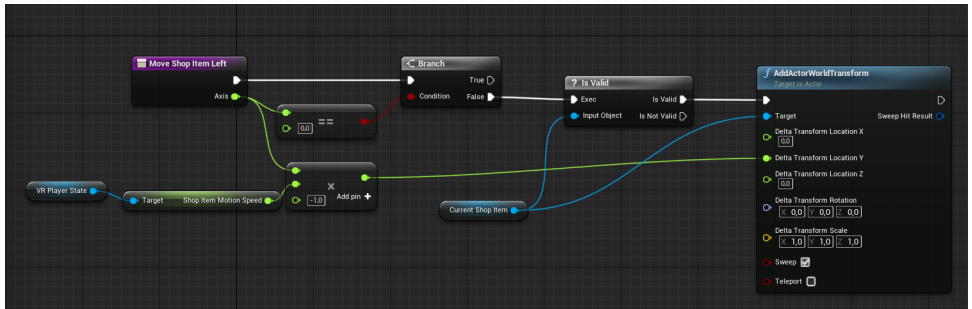 Move Shop Item Left
Axis
Branch
True
Condition
False
==
0,0
VR Player State
Target
Shop Item Motion Speed
x
-1,0
Add pin +
? Is Valid
Exec
Is Valid
Input Object
Is Not Valid
Current Shop Item
f AddActorWorldTransform
Target is Actor
Target
Sweep Hit Result
Delta Transform Location X
0,0
Delta Transform Location Y
Delta Transform Location Z
0,0
Delta Transform Rotation
X 0,0 Y 0,0 Z 0,0
Delta Transform Scale
X 1,0 Y 1,0 Z 1,0
Sweep
Teleport